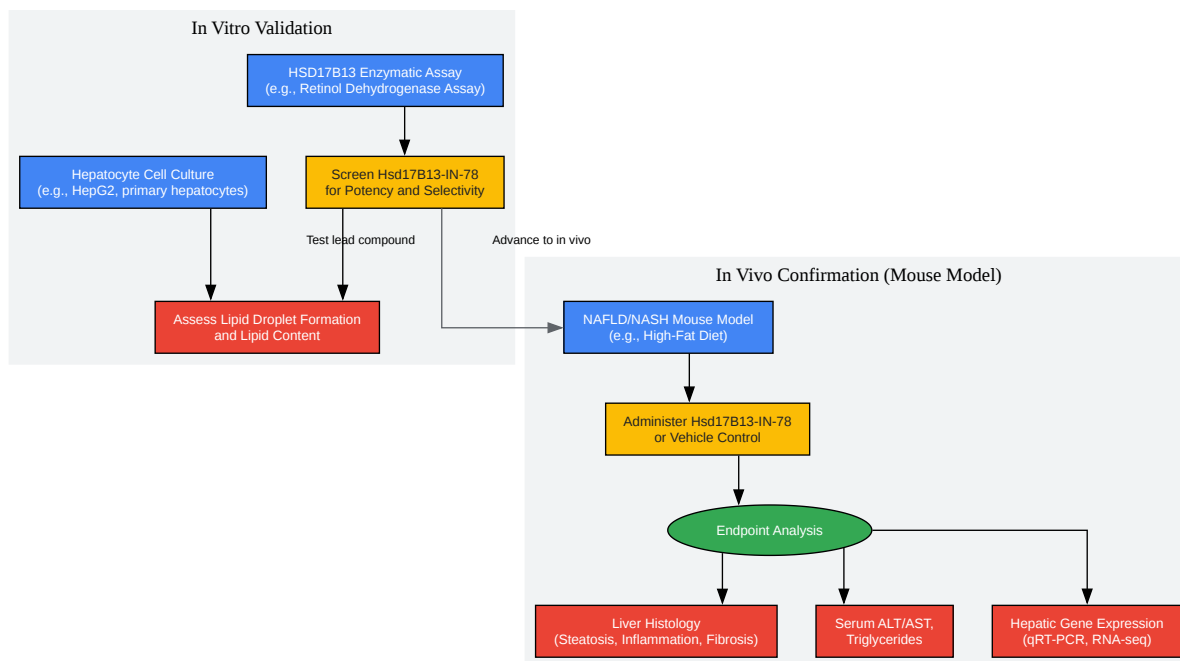 In Vitro Validation
HSD17B13 Enzymatic Assay
(e.g., Retinol Dehydrogenase Assay)
Hepatocyte Cell Culture
(e.g., HepG2, primary hepatocytes)
Screen Hsd17B13-IN-78
for Potency and Selectivity
Test lead compound
Advance to in vivo
Assess Lipid Droplet Formation
and Lipid Content
In Vivo Confirmation (Mouse Model)
NAFLD/NASH Mouse Model
(e.g., High-Fat Diet)
Administer Hsd17B13-IN-78
or Vehicle Control
Endpoint Analysis
Liver Histology
(Steatosis, Inflammation, Fibrosis)
Serum ALT/AST,
Triglycerides
Hepatic Gene Expression
(qRT-PCR, RNA-seq)